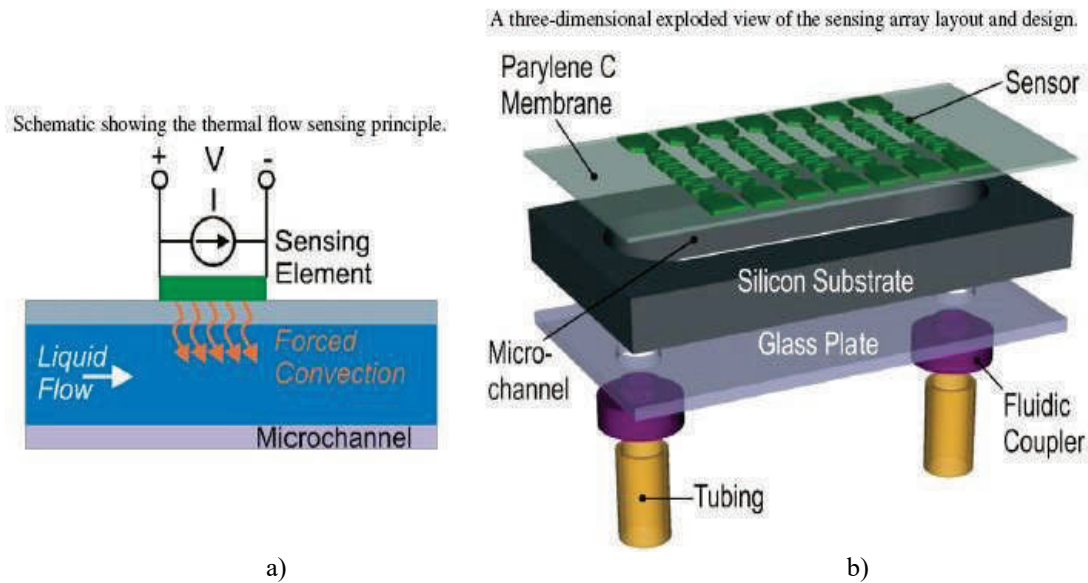 A three-dimensional exploded view of the sensing array layout and design.
Parylene C
Membrane
Sensor
Schematic showing the thermal flow sensing principle.
+ V -
I
Sensing
Element
Forced
Convection
Liquid
Flow
Microchannel
Silicon Substrate
Glass Plate
Micro-
channel
Fluidic
Coupler
Tubing
a)
b)